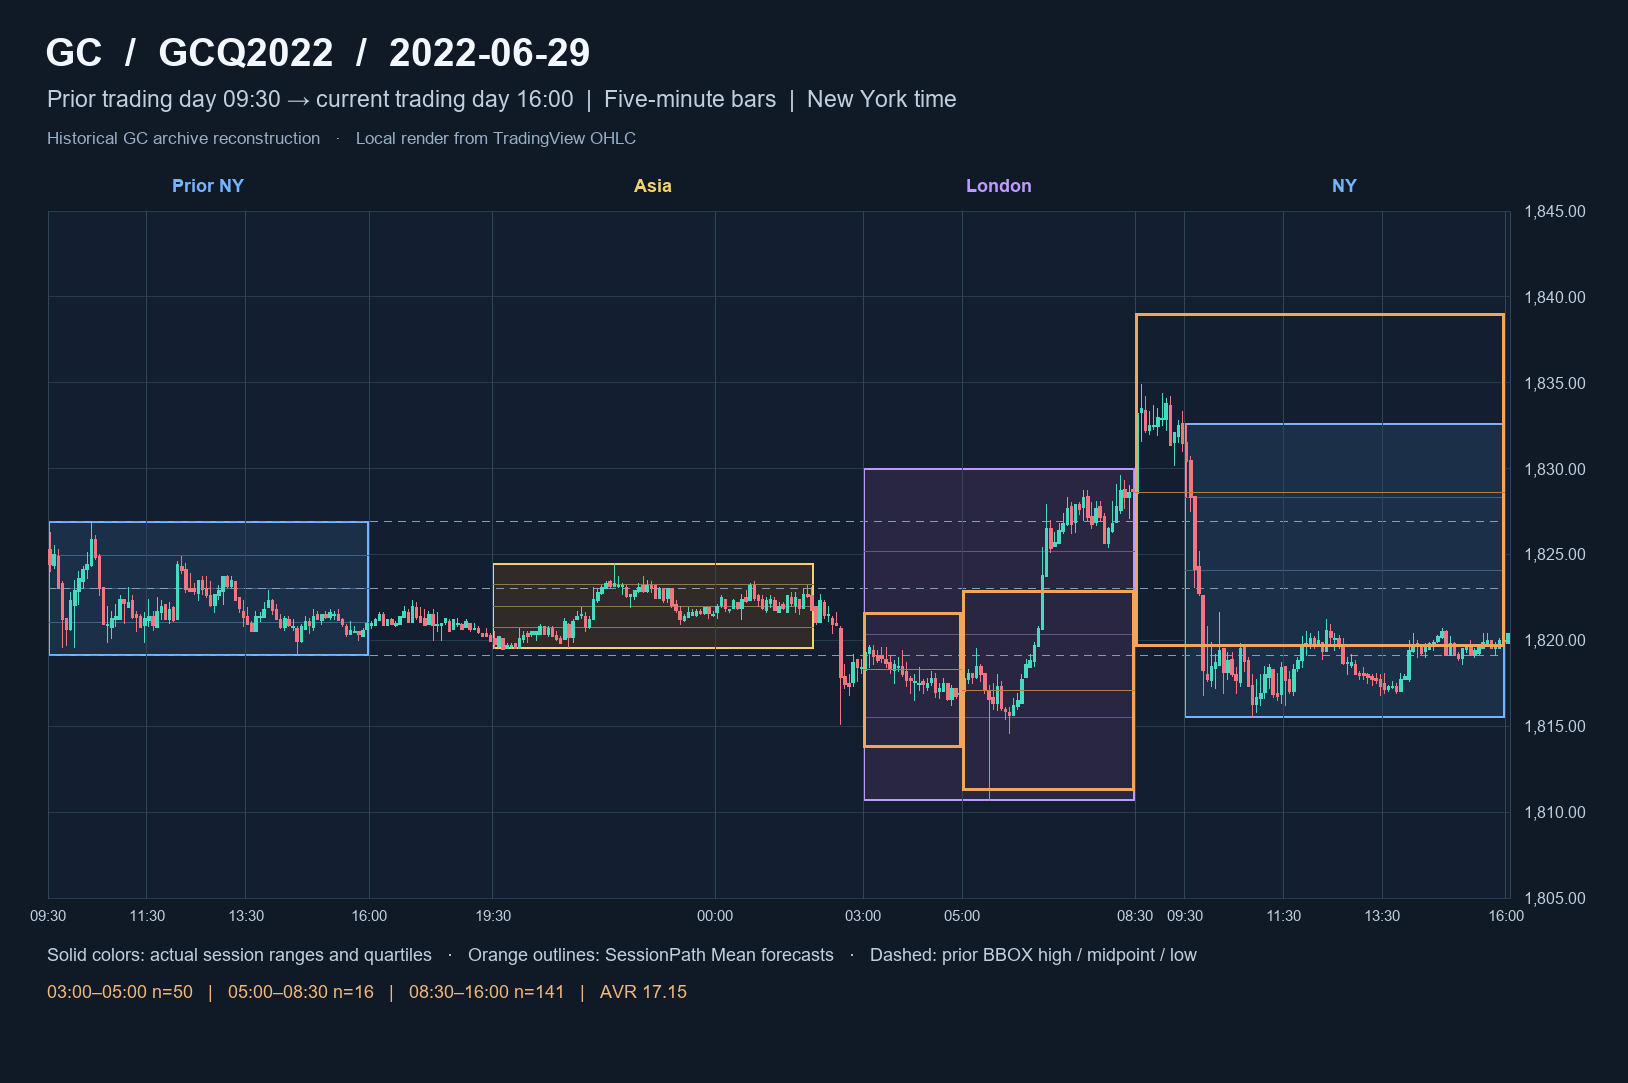 GC / GCQ2022 / 2022-06-29
Prior trading day 09:30 → current trading day 16:00 | Five-minute bars | New York time
Historical GC archive reconstruction · Local render from TradingView OHLC
Prior NY Asia London NY
1,845.00
1,840.00
1,835.00
1,830.00
1,825.00
1,820.00
1,815.00
1,810.00
1,805.00
09:30 11:30 13:30 16:00 19:30 00:00 03:00 05:00 08:30 09:30 11:30 13:30 16:00
Solid colors: actual session ranges and quartiles · Orange outlines: SessionPath Mean forecasts · Dashed: prior BBOX high / midpoint / low
03:00–05:00 n=50 | 05:00–08:30 n=16 | 08:30–16:00 n=141 | AVR 17.15